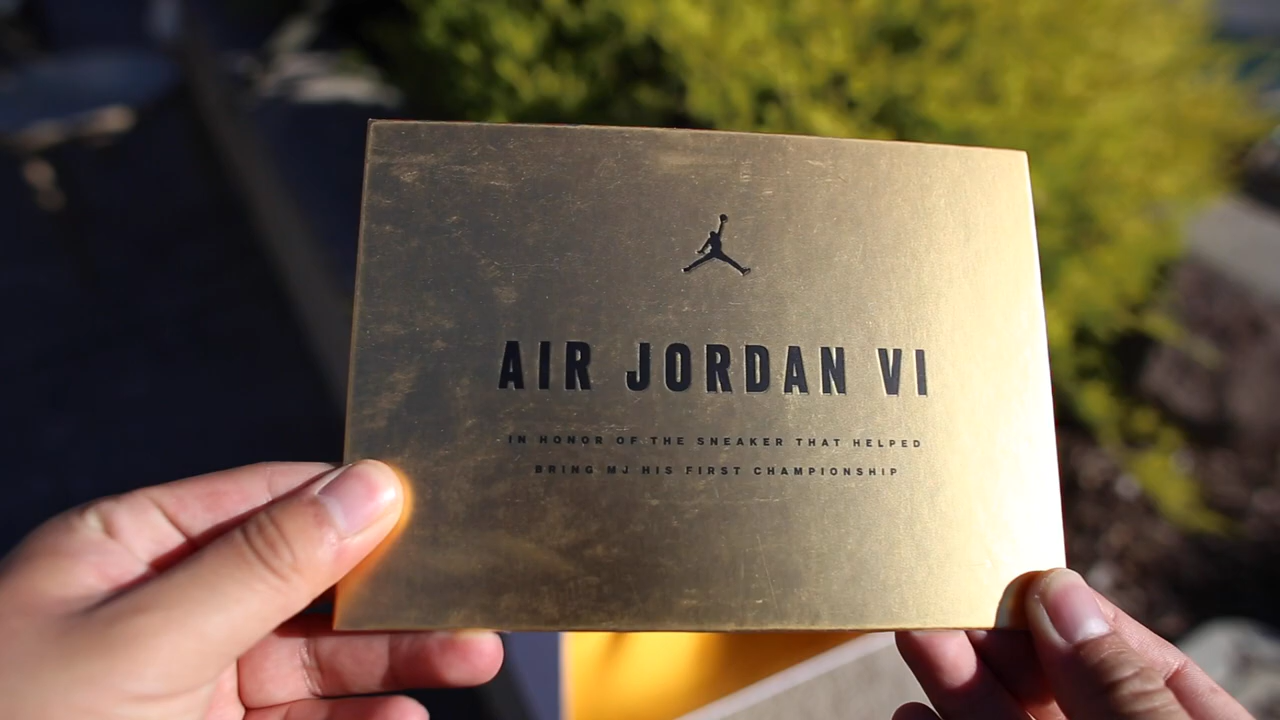 AIR JORDAN VI
IN HONOR OF THE SNEAKER THAT HELPED
BRING MJ HIS FIRST CHAMPIONSHIP